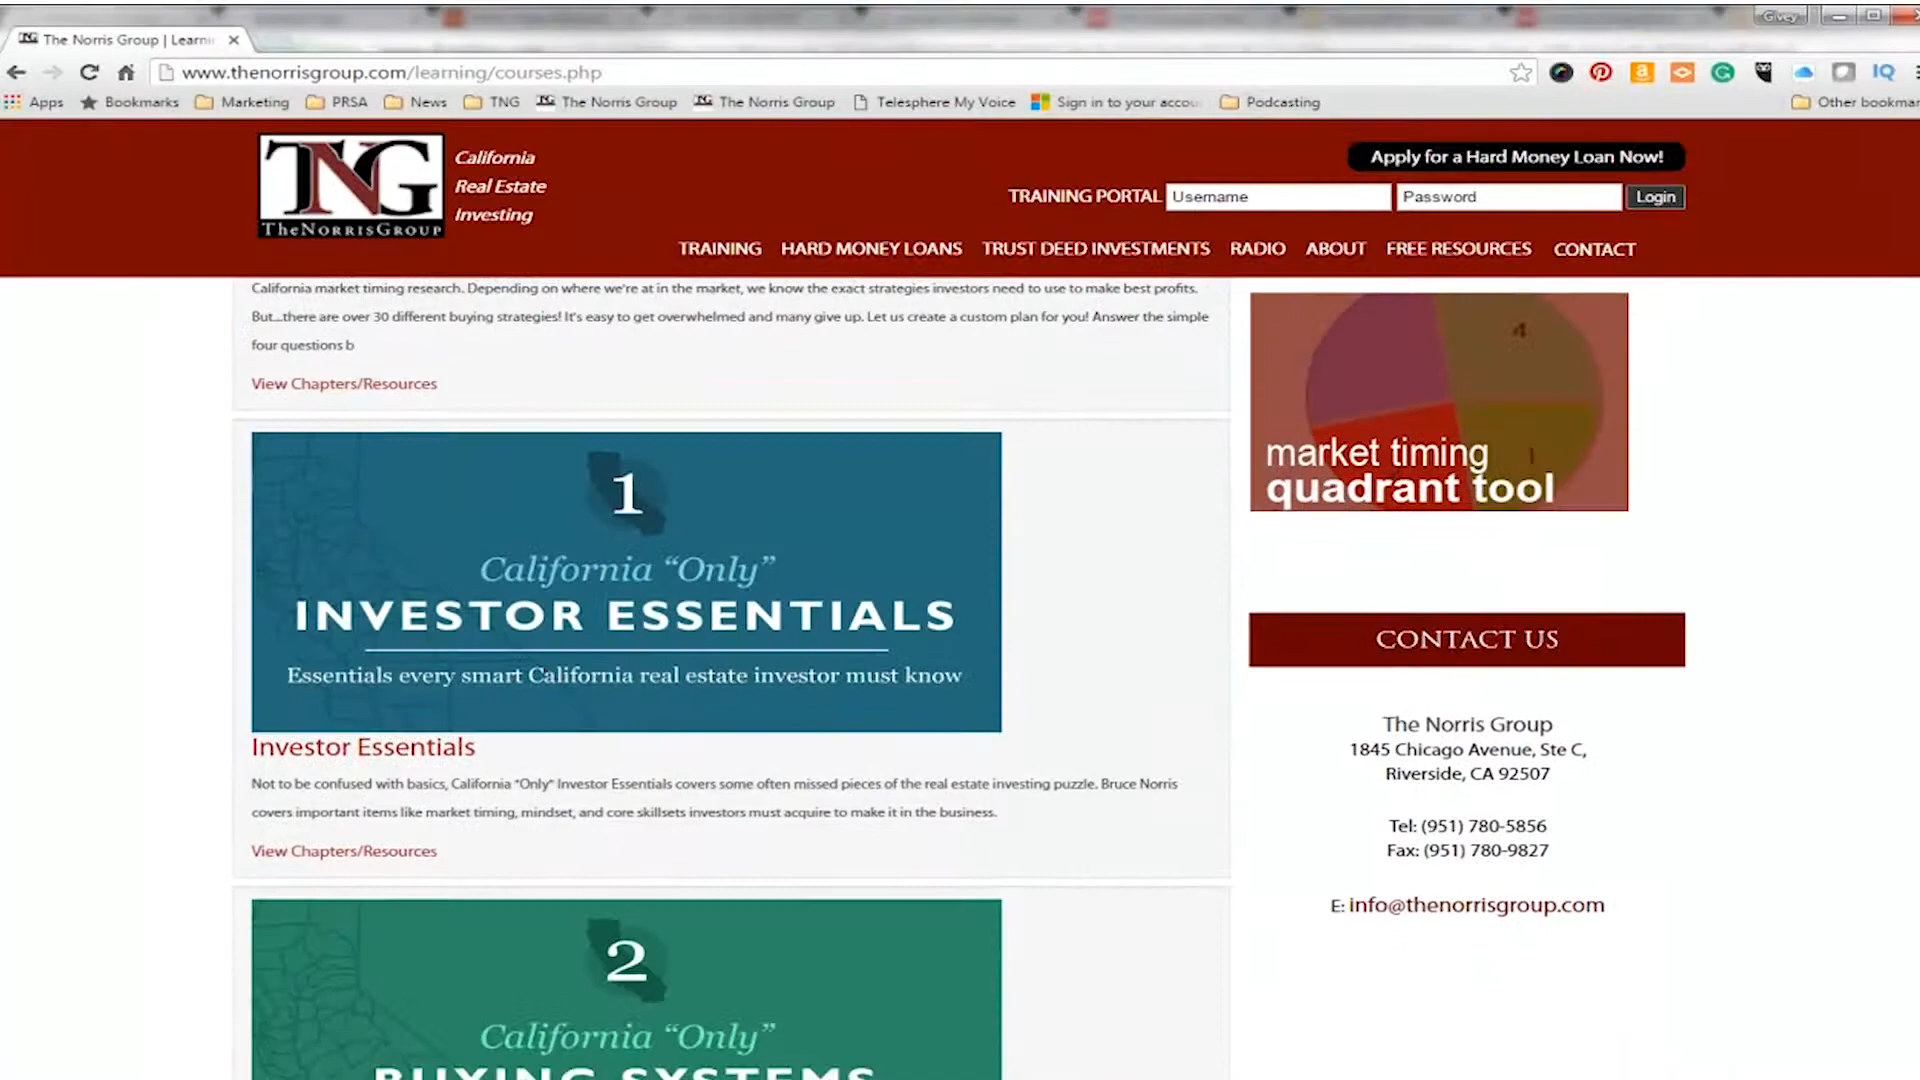 Givey
The Norris Group | Learni
www.thenorrisgroup.com/learning/courses.php
IQ
Apps Bookmarks Marketing PRSA News TNG The Norris Group The Norris Group Telesphere My Voice Sign in to your accou Podcasting Other bookmar
TNG
TheNorrisGroup
California
Real Estate
Investing
Apply for a Hard Money Loan Now!
TRAINING PORTAL Username Password Login
TRAINING HARD MONEY LOANS TRUST DEED INVESTMENTS RADIO ABOUT FREE RESOURCES CONTACT
California market timing research. Depending on where we're at in the market, we know the exact strategies investors need to use to make best profits.
But...there are over 30 different buying strategies! It's easy to get overwhelmed and many give up. Let us create a custom plan for you! Answer the simple
four questions b
View Chapters/Resources
1
California “Only”
INVESTOR ESSENTIALS
Essentials every smart California real estate investor must know
Investor Essentials
Not to be confused with basics, California "Only" Investor Essentials covers some often missed pieces of the real estate investing puzzle. Bruce Norris
covers important items like market timing, mindset, and core skillsets investors must acquire to make it in the business.
View Chapters/Resources
2
California “Only”
BUYING SYSTEMS
4
1
market timing
quadrant tool
CONTACT US
The Norris Group
1845 Chicago Avenue, Ste C,
Riverside, CA 92507
Tel: (951) 780-5856
Fax: (951) 780-9827
E: info@thenorrisgroup.com